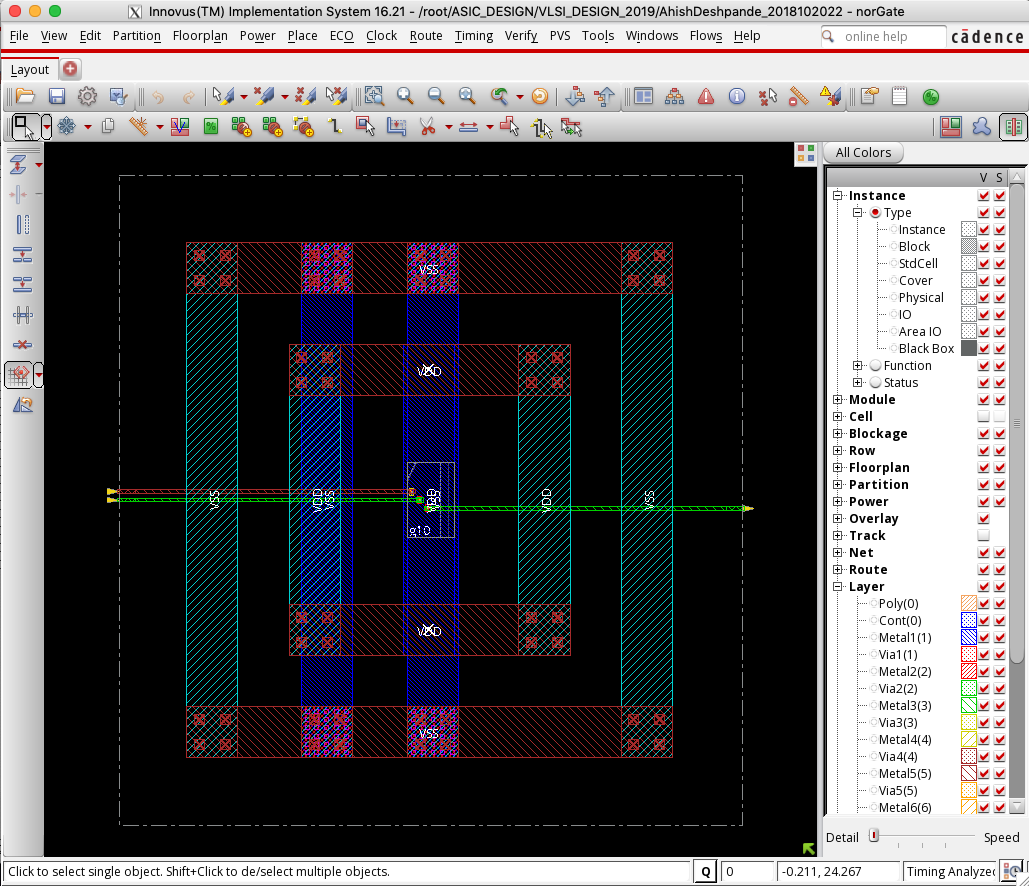 Innovus(TM) Implementation System 16.21 - /root/ASIC_DESIGN/VLSI_DESIGN_2019/AhishDeshpande_2018102022 - norGate
File View Edit Partition Floorplan Power Place ECO Clock Route Timing Verify PVS Tools Windows Flows Help online help cādence
Layout
All Colors
V S
Instance
Type
Instance
Block
StdCell
Cover
Physical
IO
Area IO
Black Box
Function
Status
Module
Cell
Blockage
Row
Floorplan
Partition
Power
Overlay
Track
Net
Route
Layer
Poly(0)
Cont(0)
Metal1(1)
Via1(1)
Metal2(2)
Via2(2)
Metal3(3)
Via3(3)
Metal4(4)
Via4(4)
Metal5(5)
Via5(5)
Metal6(6)
VSS
VDD
VSS VDD VSS VDD VSS
g10
VDD
VSS
Detail Speed
Click to select single object. Shift+Click to de/select multiple objects. Q 0 -0.211, 24.267 Timing Analyzed